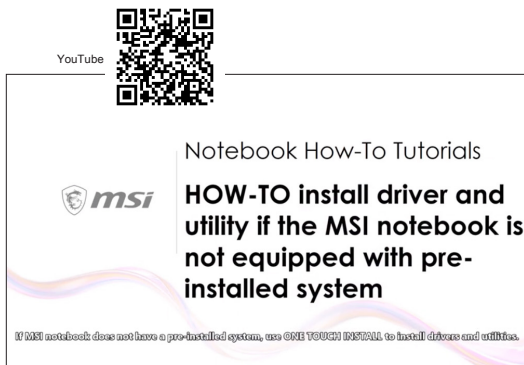 YouTube
Notebook How-To Tutorials
msi
HOW-TO install driver and
utility if the MSI notebook is
not equipped with pre-
installed system
If MSI notebook does not have a pre-installed system, use ONE TOUCH INSTALL to install drivers and utilities.